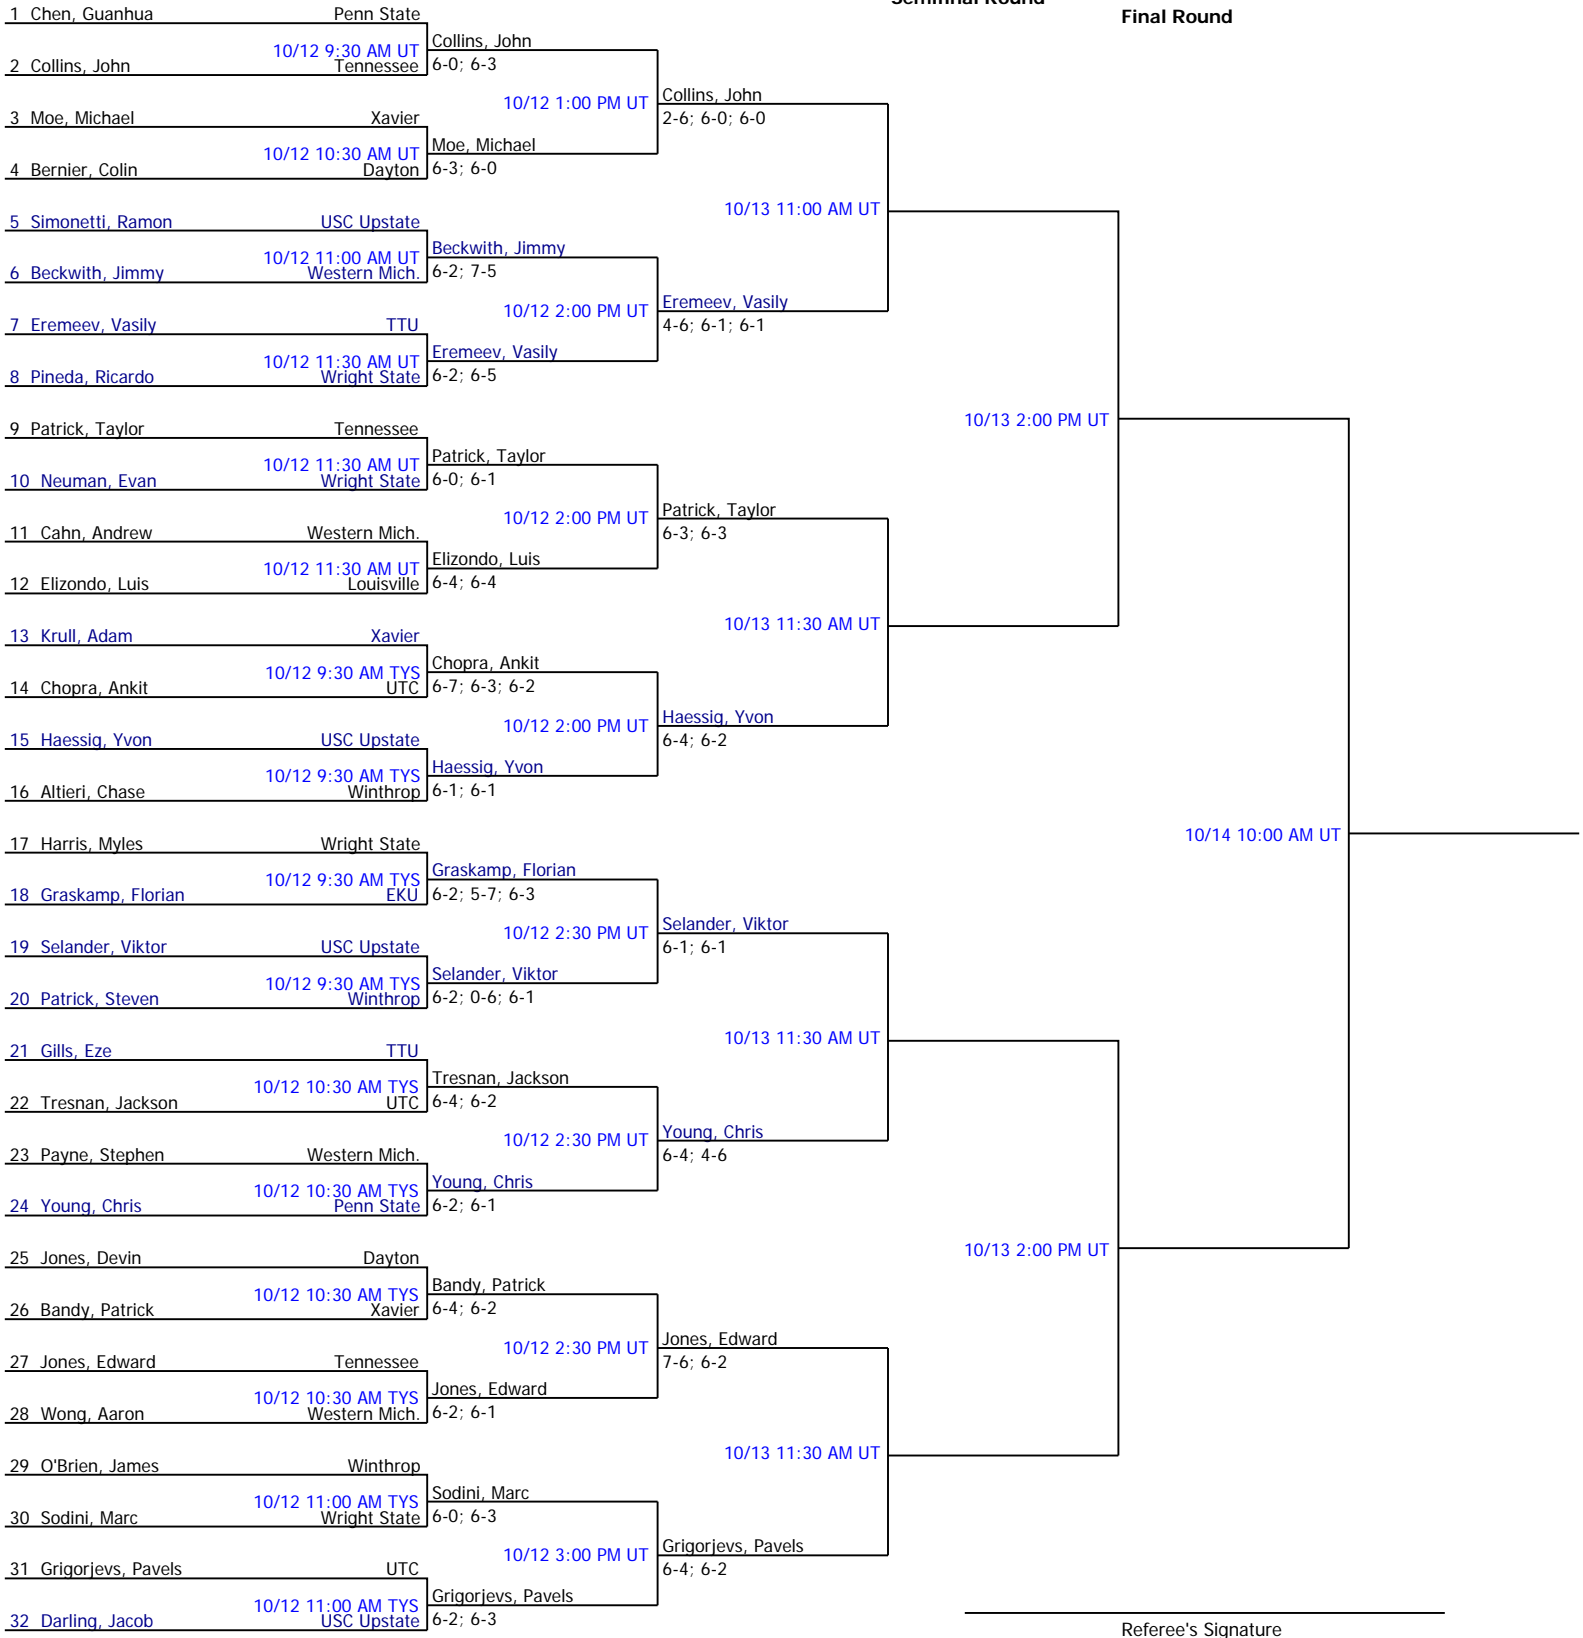 Semifinal Round
Final Round
1 Chen, Guanhua Penn State
10/12 9:30 AM UT
2 Collins, John Tennessee
Collins, John
6-0; 6-3
3 Moe, Michael Xavier
10/12 10:30 AM UT
4 Bernier, Colin Dayton
Moe, Michael
6-3; 6-0
10/12 1:00 PM UT
Collins, John
2-6; 6-0; 6-0
5 Simonetti, Ramon USC Upstate
10/12 11:00 AM UT
6 Beckwith, Jimmy Western Mich.
Beckwith, Jimmy
6-2; 7-5
7 Eremeev, Vasily TTU
10/12 11:30 AM UT
8 Pineda, Ricardo Wright State
Eremeev, Vasily
6-2; 6-5
10/12 2:00 PM UT
Eremeev, Vasily
4-6; 6-1; 6-1
10/13 11:00 AM UT
9 Patrick, Taylor Tennessee
10/12 11:30 AM UT
10 Neuman, Evan Wright State
Patrick, Taylor
6-0; 6-1
11 Cahn, Andrew Western Mich.
10/12 11:30 AM UT
12 Elizondo, Luis Louisville
Elizondo, Luis
6-4; 6-4
10/12 2:00 PM UT
Patrick, Taylor
6-3; 6-3
13 Krull, Adam Xavier
10/12 9:30 AM TYS
14 Chopra, Ankit UTC
Chopra, Ankit
6-7; 6-3; 6-2
15 Haessig, Yvon USC Upstate
10/12 9:30 AM TYS
16 Altieri, Chase Winthrop
Haessig, Yvon
6-1; 6-1
10/12 2:00 PM UT
Haessig, Yvon
6-4; 6-2
10/13 11:30 AM UT
10/13 2:00 PM UT
17 Harris, Myles Wright State
10/12 9:30 AM TYS
18 Graskamp, Florian EKU
Graskamp, Florian
6-2; 5-7; 6-3
19 Selander, Viktor USC Upstate
10/12 9:30 AM TYS
20 Patrick, Steven Winthrop
Selander, Viktor
6-2; 0-6; 6-1
10/12 2:30 PM UT
Selander, Viktor
6-1; 6-1
21 Gills, Eze TTU
10/12 10:30 AM TYS
22 Tresnan, Jackson UTC
Tresnan, Jackson
6-4; 6-2
23 Payne, Stephen Western Mich.
10/12 10:30 AM TYS
24 Young, Chris Penn State
Young, Chris
6-2; 6-1
10/12 2:30 PM UT
Young, Chris
6-4; 4-6
10/13 11:30 AM UT
25 Jones, Devin Dayton
10/12 10:30 AM TYS
26 Bandy, Patrick Xavier
Bandy, Patrick
6-4; 6-2
27 Jones, Edward Tennessee
10/12 10:30 AM TYS
28 Wong, Aaron Western Mich.
Jones, Edward
6-2; 6-1
10/12 2:30 PM UT
Jones, Edward
7-6; 6-2
29 O'Brien, James Winthrop
10/12 11:00 AM TYS
30 Sodini, Marc Wright State
Sodini, Marc
6-0; 6-3
31 Grigorjevs, Pavels UTC
10/12 11:00 AM TYS
32 Darling, Jacob USC Upstate
Grigorjevs, Pavels
6-2; 6-3
10/12 3:00 PM UT
Grigorjevs, Pavels
6-4; 6-2
10/13 11:30 AM UT
10/13 2:00 PM UT
10/14 10:00 AM UT
Referee's Signature